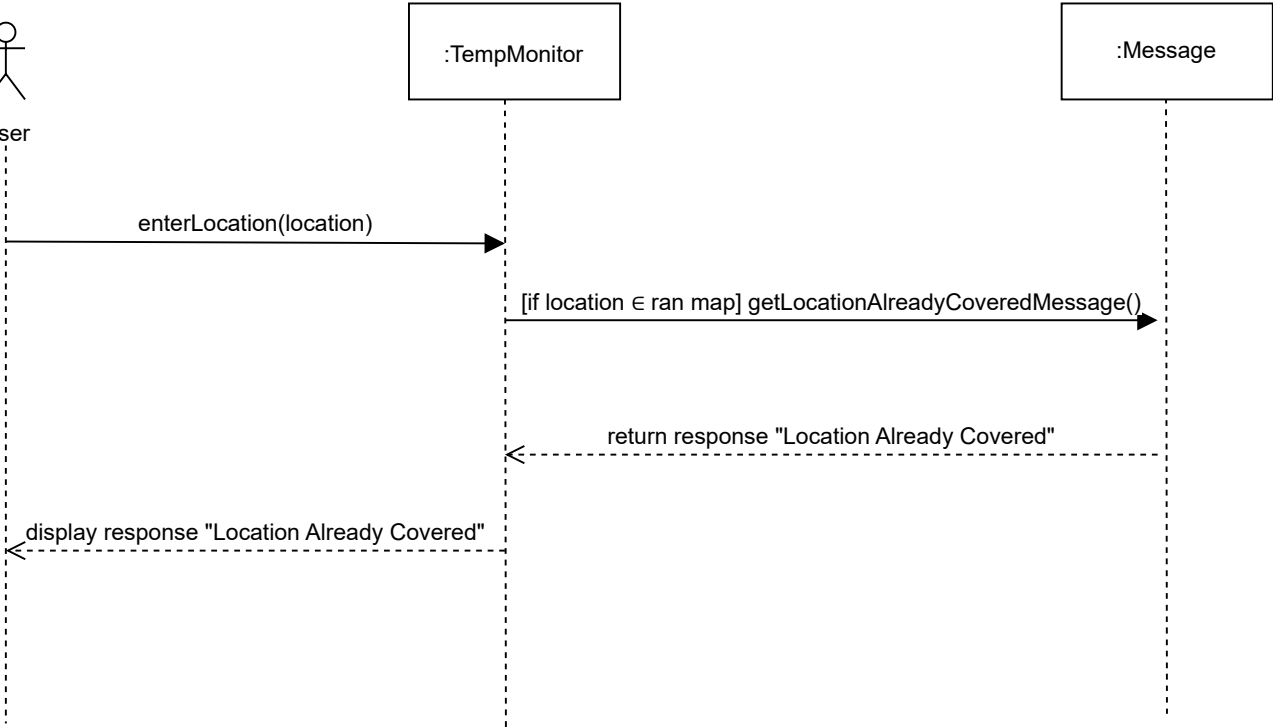 :TempMonitor
:Message
ser
enterLocation(location)
[if location ∈ ran map] getLocationAlreadyCoveredMessage()
return response "Location Already Covered"
display response "Location Already Covered"